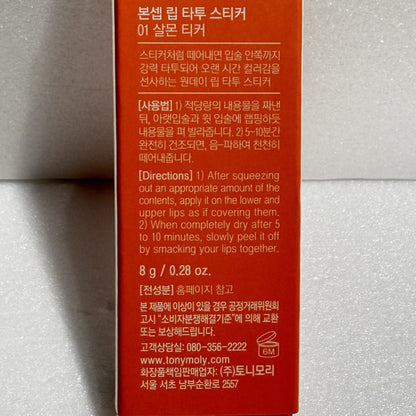 본셉 립 타투 스티커
01 살몬 티커
스티커처럼 떼어내면 입술 안쪽까지
강력 타투되어 오랜 시간 컬러감을
선사하는 원데이 립 타투 스티커
[사용법] 1) 적당량의 내용물을 짜낸
뒤, 아랫입술과 윗 입술에 랩핑하듯
내용물을 펴 발라줍니다. 2) 5-10분간
완전히 건조되면, 음-파하여 천천히
떼어내줍니다.
[Directions] 1) After squeezing
out an appropriate amount of the
contents, apply it on the lower and
upper lips as if covering them.
2) When completely dry after 5
to 10 minutes, slowly peel it off
by smacking your lips together.
8 g / 0.28 oz.
[전성분] 홈페이지 참고
본 제품에 이상이 있을 경우 공정거래위원회
고시 "소비자분쟁해결기준"에 의해 교환
또는 보상해드립니다.
고객상담실: 080-356-2222
www.tonymoly.com
화장품책임판매업자: (주)토니모리
서울 서초 남부순환로 2557
6M